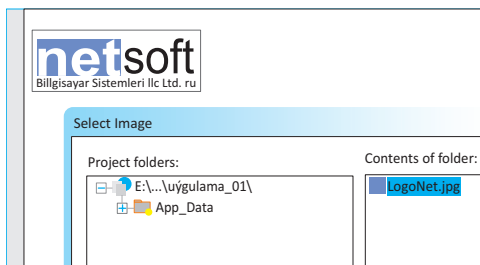 netsoft
Billgisayar Sistemleri llc Ltd. ru
Select Image
Project folders:
Contents of folder:
E:\...\uýgulama_01\
LogoNet.jpg
App_Data